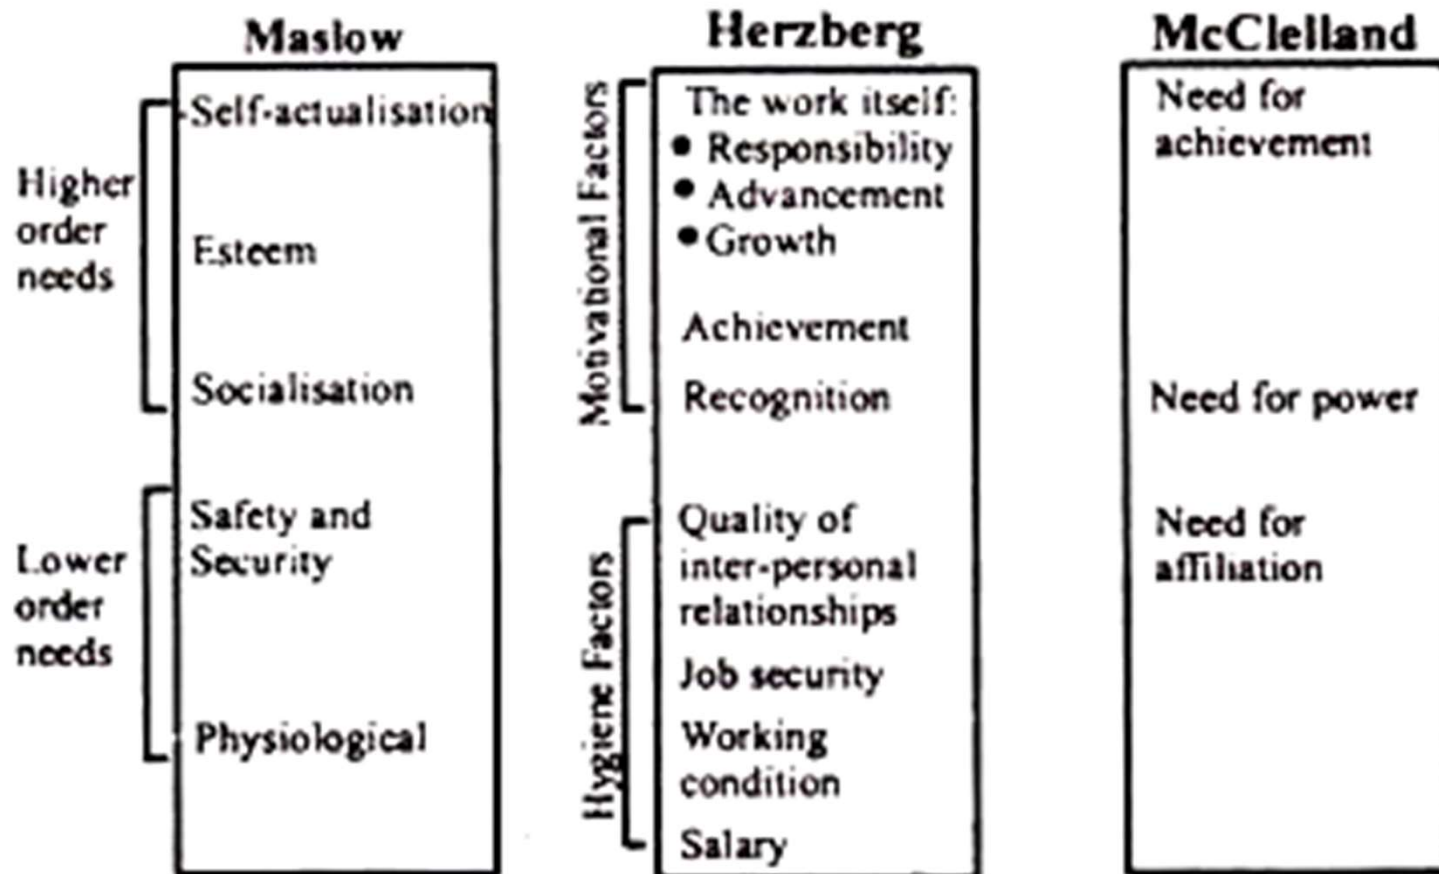 Maslow
Higher
order
needs
Self-actualisation
Esteem
Socialisation
Lower
order
needs
Safety and
Security
Physiological
Herzberg
Motivational Factors
The work itself:
• Responsibility
• Advancement
• Growth
Achievement
Recognition
Hygiene Factors
Quality of
inter-personal
relationships
Job security
Working
condition
Salary
McClelland
Need for
achievement
Need for power
Need for
affiliation